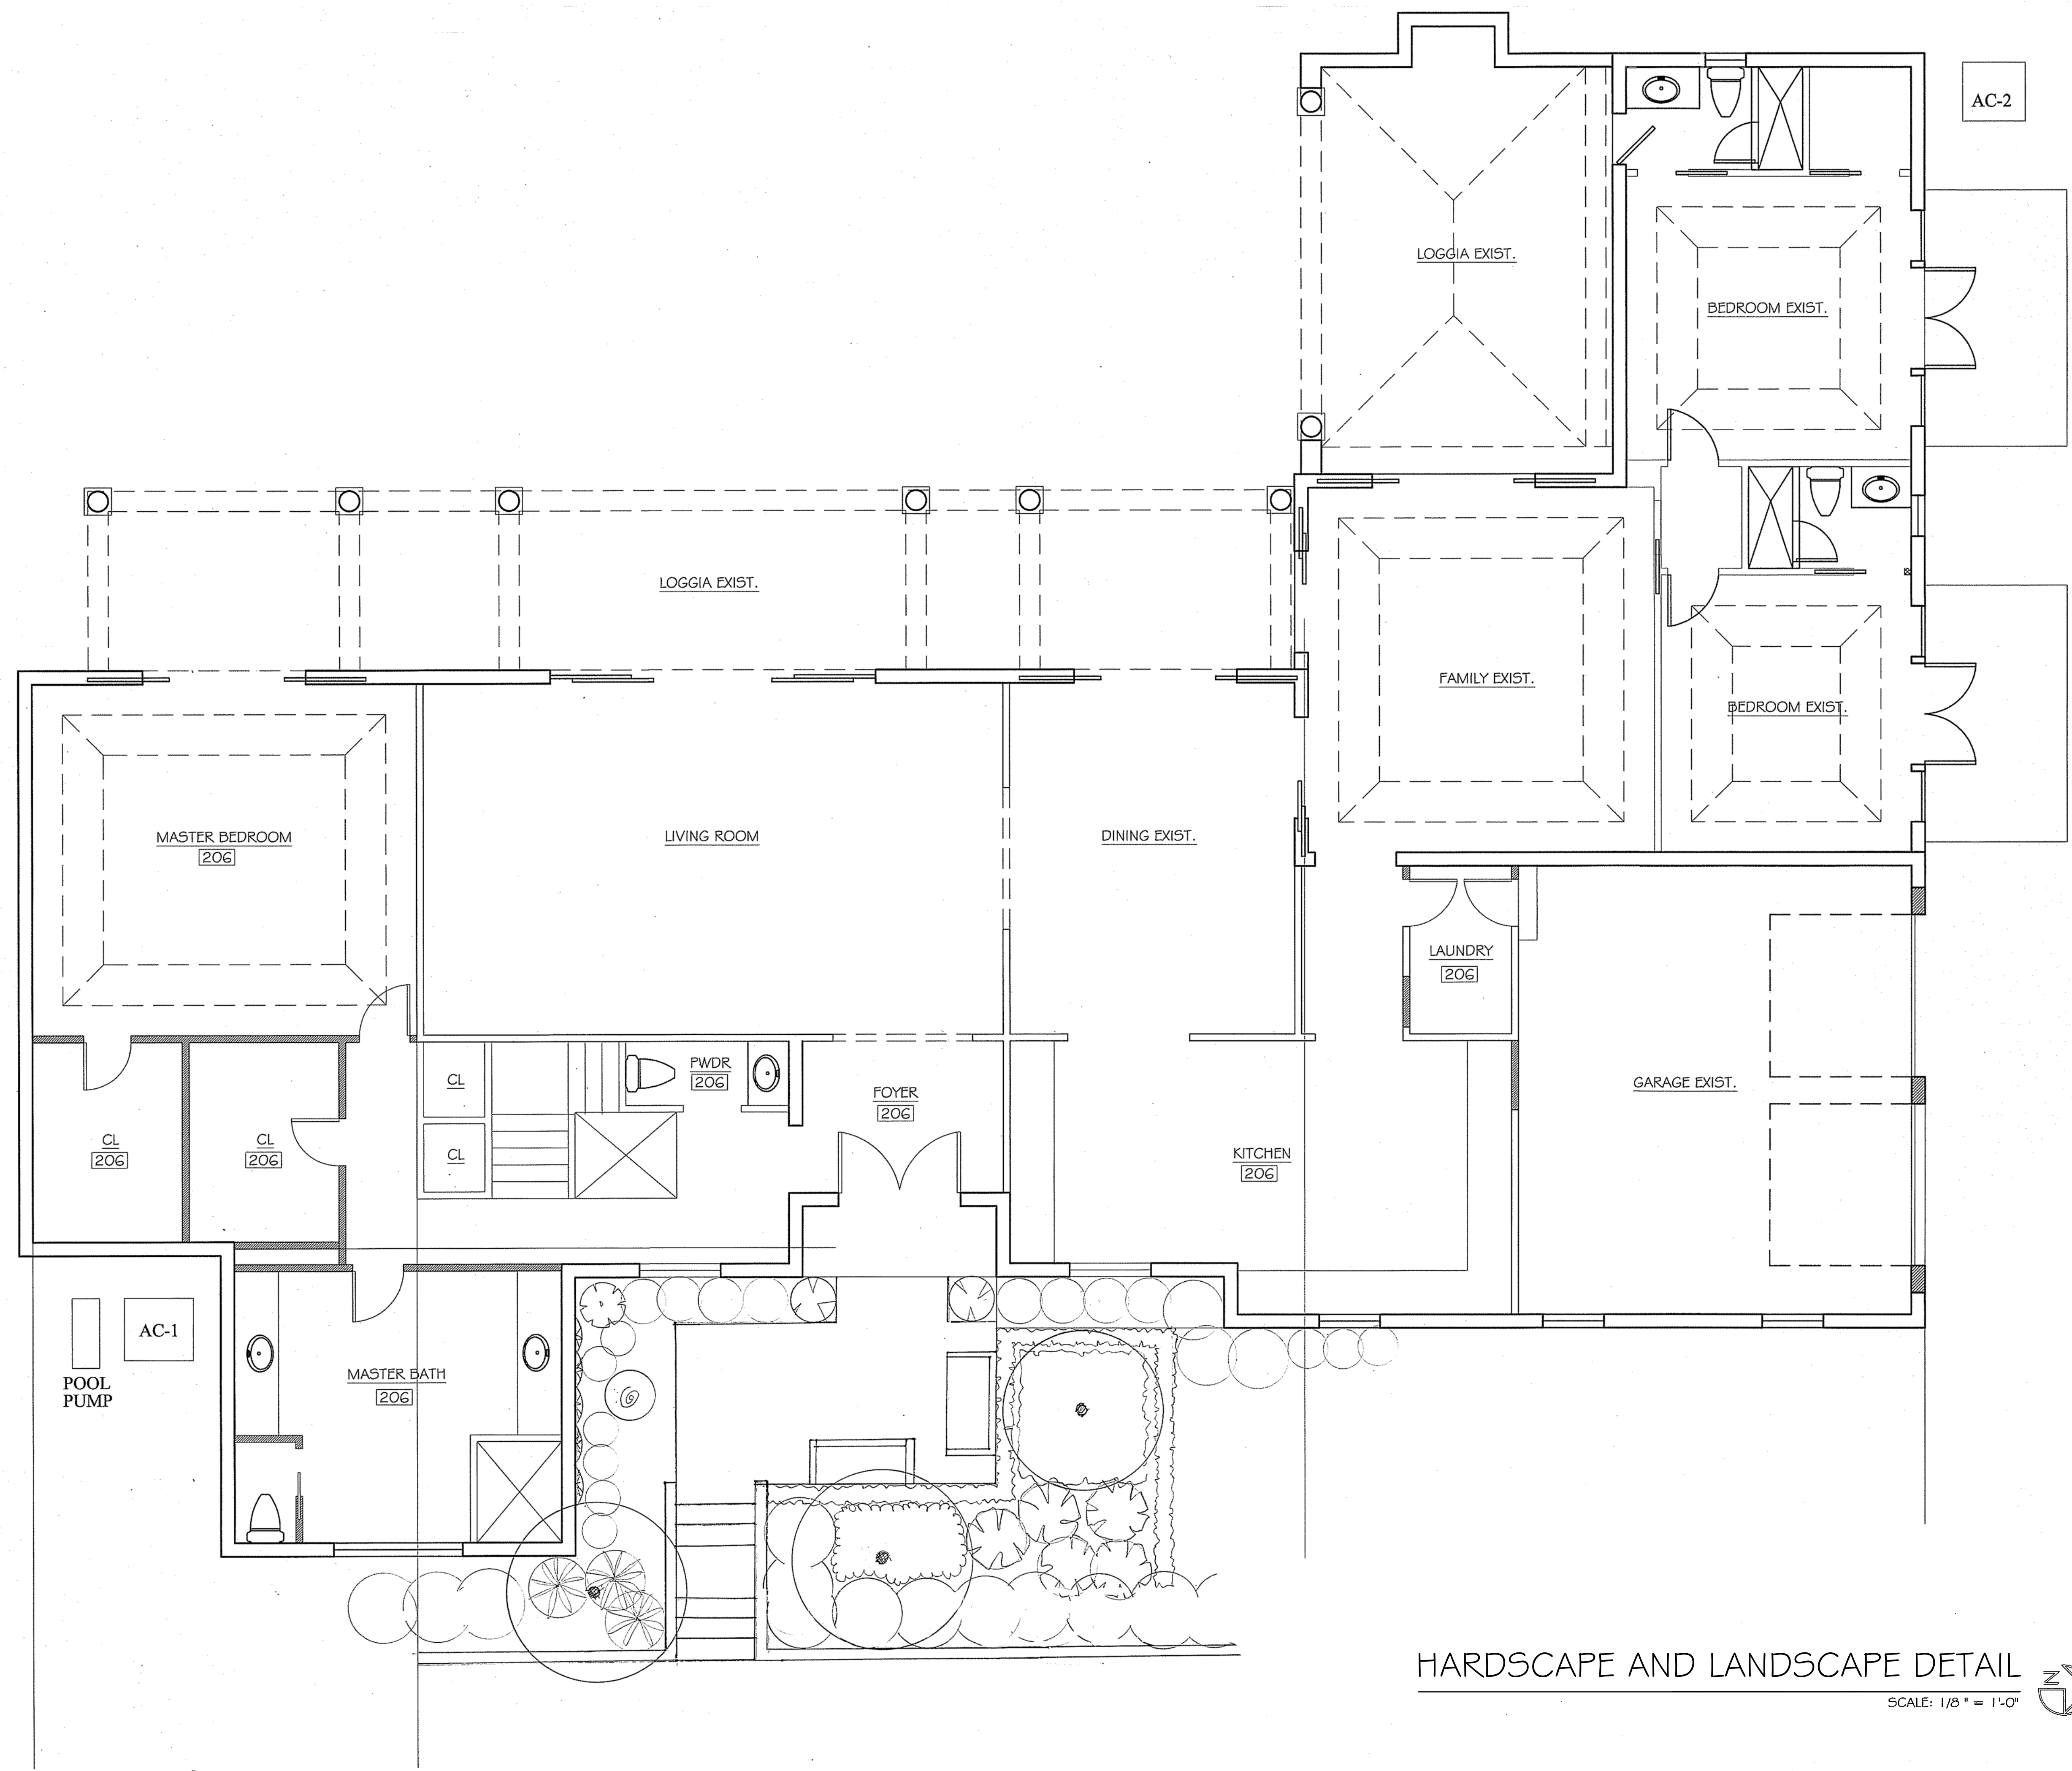 AC-2
LOGGIA EXIST.
BEDROOM EXIST.
LOGGIA EXIST.
FAMILY EXIST.
BEDROOM EXIST.
MASTER BEDROOM
206
LIVING ROOM
DINING EXIST.
LAUNDRY
206
GARAGE EXIST.
CL
PWDR
206
FOYER
206
CL
206
CL
206
CL
KITCHEN
206
AC-1
POOL
PUMP
MASTER BATH
206
HARDSCAPE AND LANDSCAPE DETAIL
SCALE: 1/8 " = 1'-0"
N